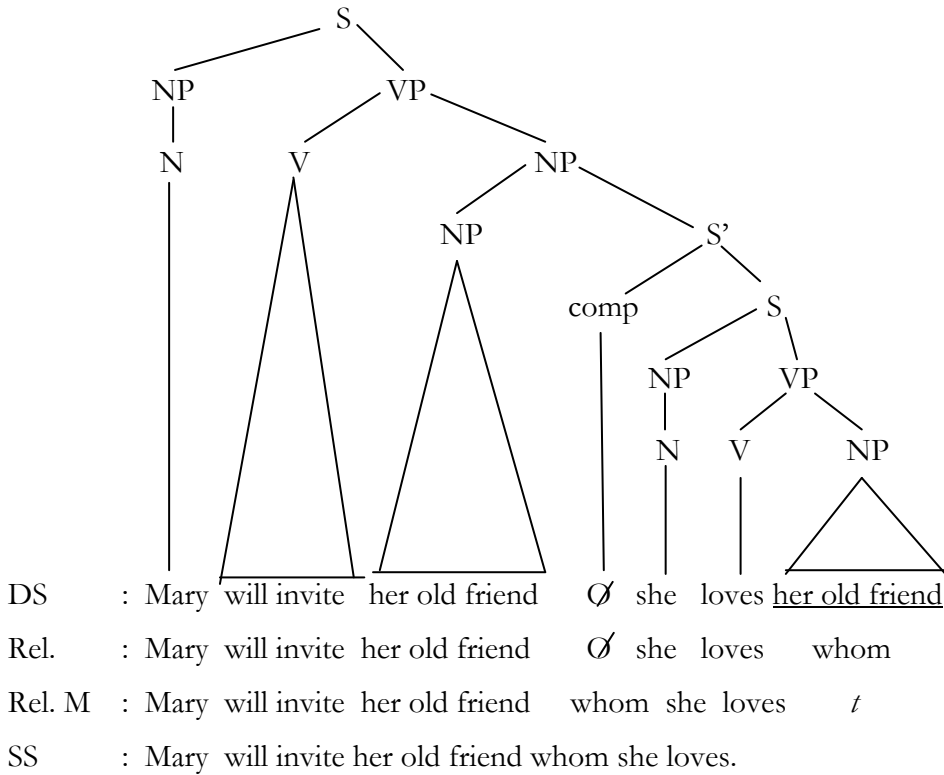 S
NP VP
N V NP
NP S’
comp S
NP VP
N V NP
DS : Mary will invite her old friend Ø she loves her old friend
Rel. : Mary will invite her old friend Ø she loves whom
Rel. M : Mary will invite her old friend whom she loves t
SS : Mary will invite her old friend whom she loves.